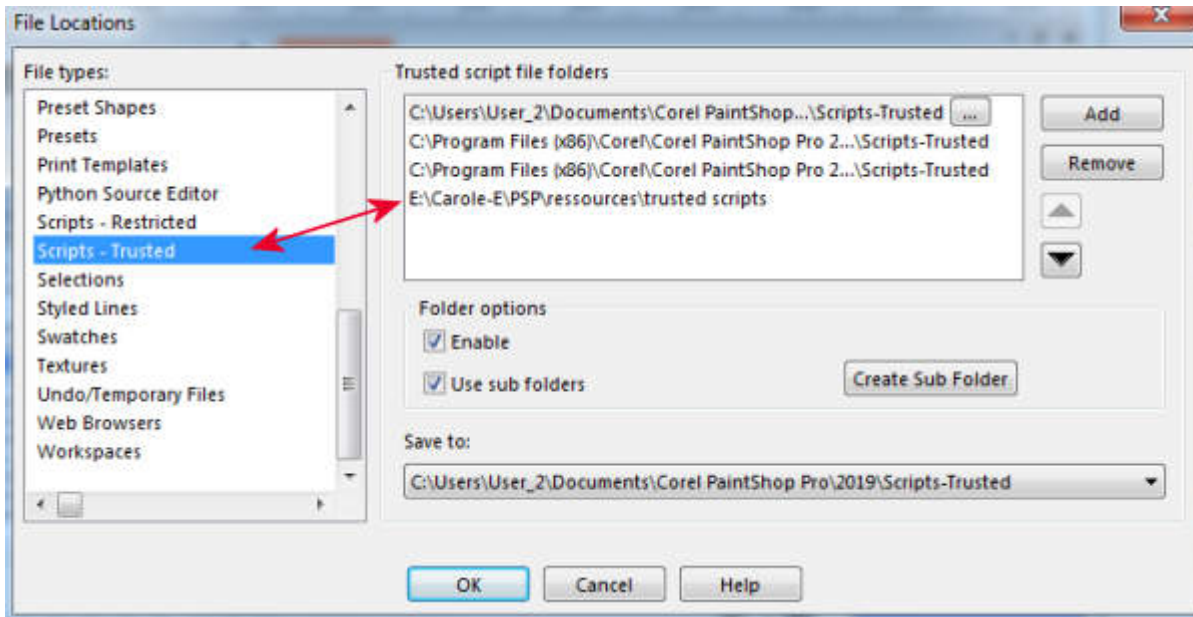 File Locations
File types:
Preset Shapes
Presets
Print Templates
Python Source Editor
Scripts - Restricted
Scripts - Trusted
Selections
Styled Lines
Swatches
Textures
Undo/Temporary Files
Web Browsers
Workspaces
Trusted script file folders
C:\Users\User_2\Documents\Corel PaintShop...\Scripts-Trusted ...
C:\Program Files (x86)\Corel\Corel PaintShop Pro 2...\Scripts-Trusted
C:\Program Files (x86)\Corel\Corel PaintShop Pro 2...\Scripts-Trusted
E:\Carole-E\PSP\ressources\trusted scripts
Add
Remove
Folder options
Enable
Use sub folders
Create Sub Folder
Save to:
C:\Users\User_2\Documents\Corel PaintShop Pro\2019\Scripts-Trusted
OK
Cancel
Help